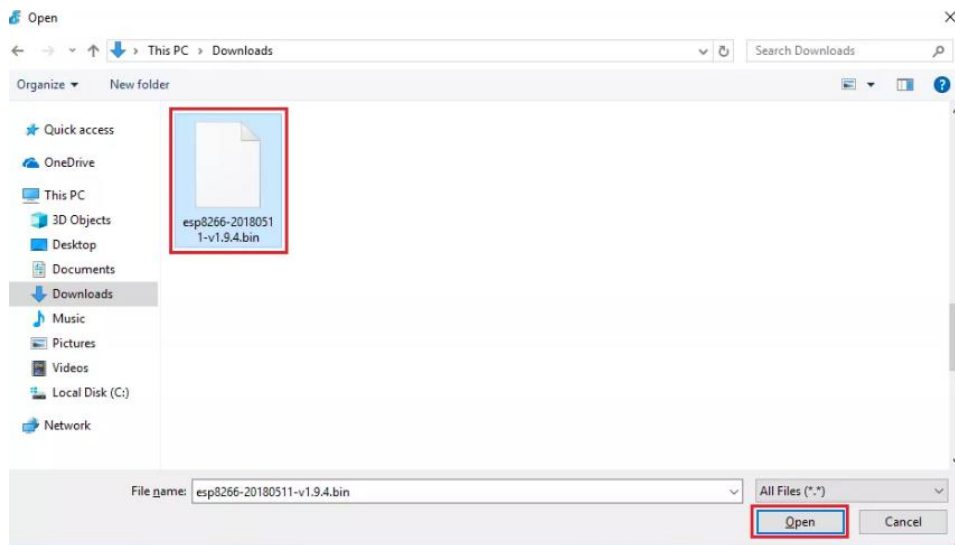 Open
This PC > Downloads
Search Downloads
Organize
New folder
Quick access
OneDrive
This PC
3D Objects
Desktop
Documents
Downloads
Music
Pictures
Videos
Local Disk (C:)
Network
esp8266-2018051
1-v1.9.4.bin
File name: esp8266-20180511-v1.9.4.bin
All Files (*.*)
Open
Cancel